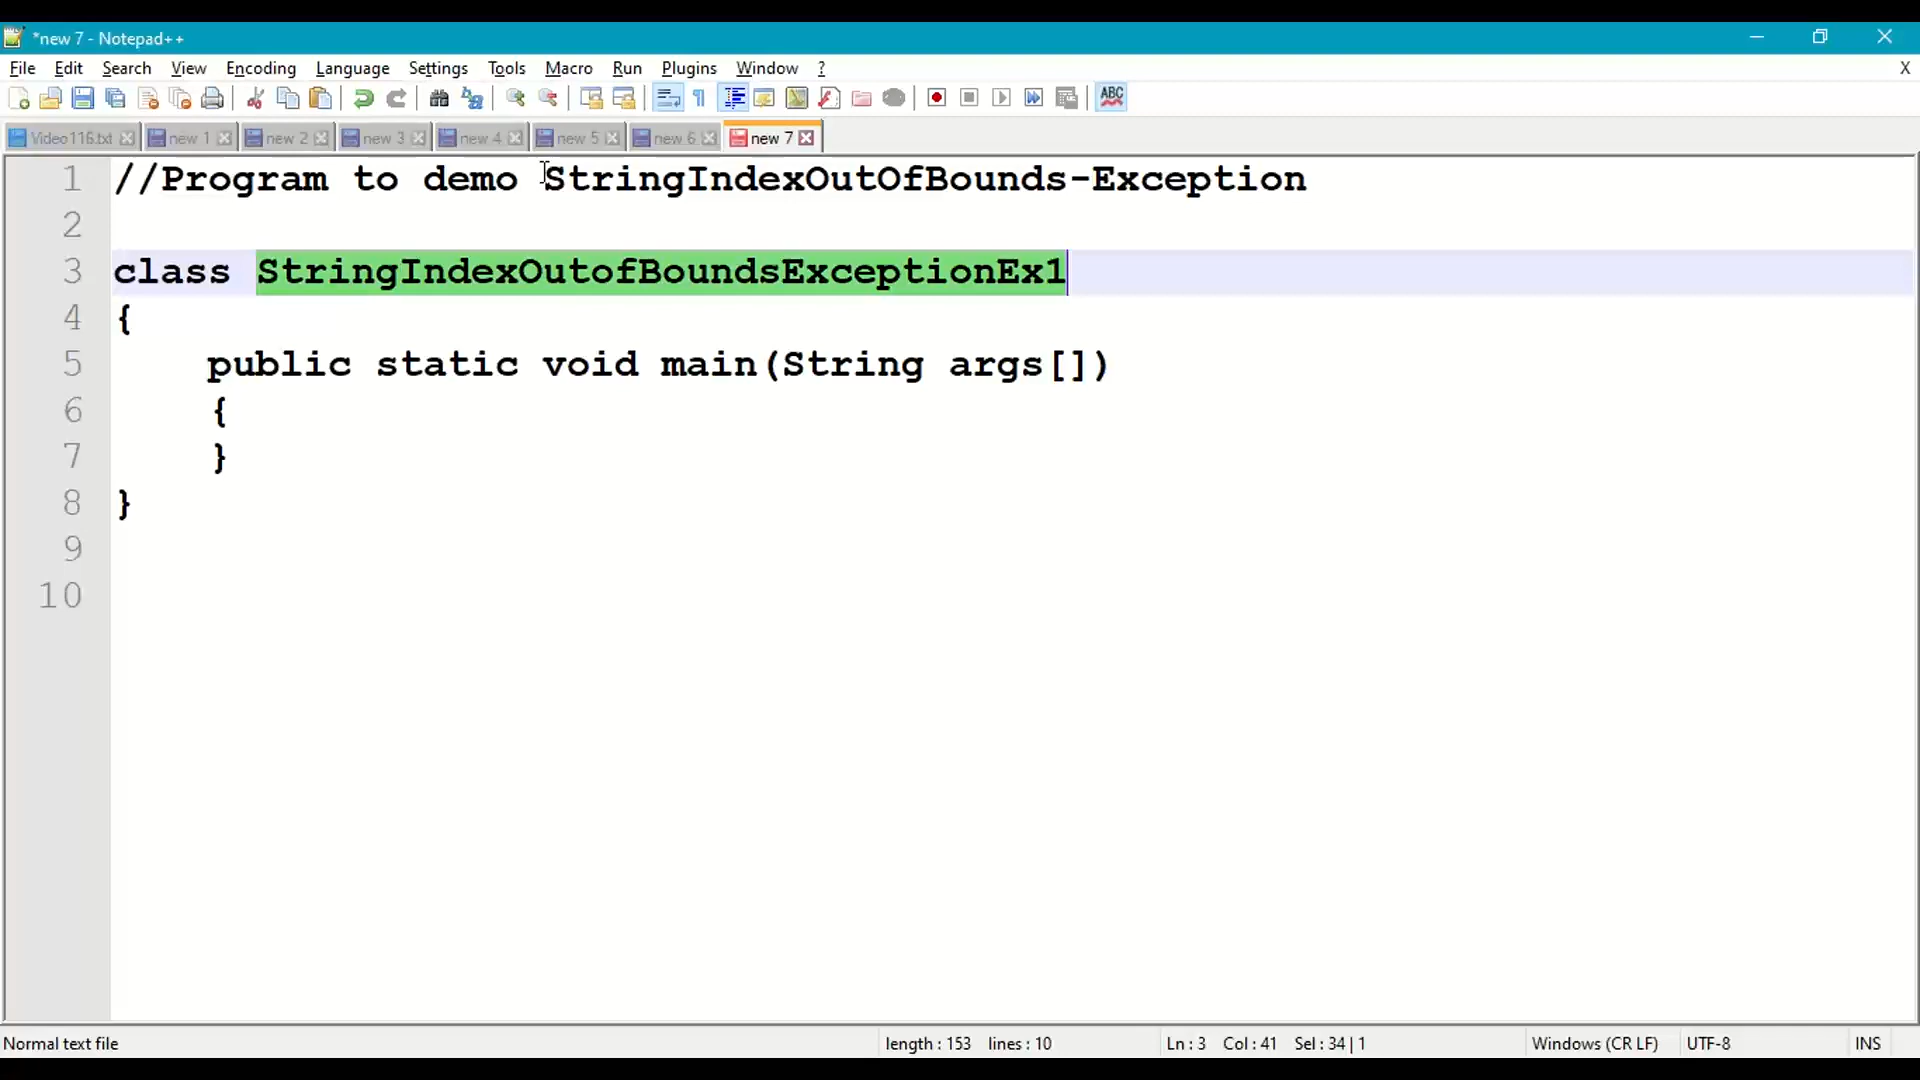 *new 7 - Notepad++
File Edit Search View Encoding Language Settings Tools Macro Run Plugins Window ? X
ABC
Video116.txt new 1 new 2 new 3 new 4 new 5 new 6 new 7
1 //Program to demo StringIndexOutOfBounds-Exception
2
3 class StringIndexOutofBoundsExceptionEx1
4 {
5 public static void main(String args[])
6 {
7 }
8 }
9
10
Normal text file length : 153 lines : 10 Ln : 3 Col : 41 Sel : 34 | 1 Windows (CR LF) UTF-8 INS